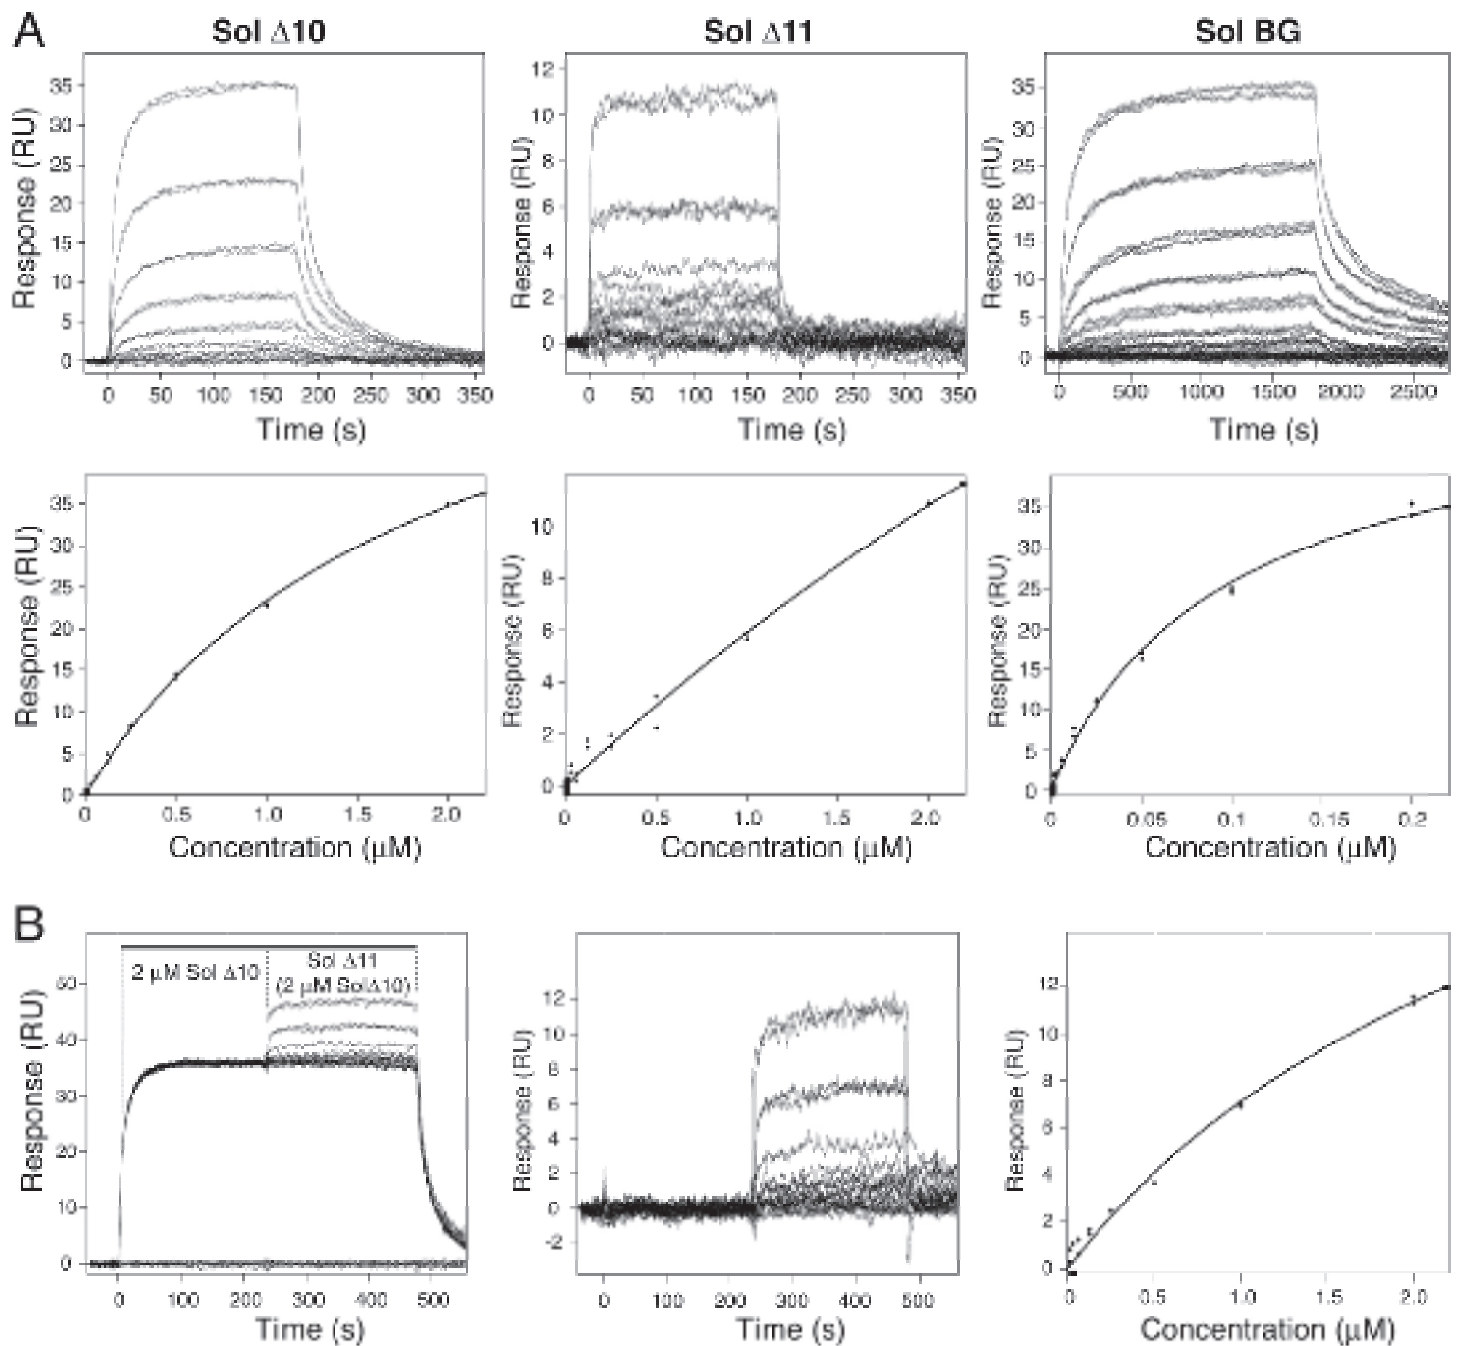 A
Sol Δ10
Sol Δ11
Sol BG
Response (RU)
35
30
25
20
15
10
5
0
0 50 100 150 200 250 300 350
Time (s)
Response (RU)
12
10
8
6
4
2
0
0 50 100 150 200 250 300 350
Time (s)
Response (RU)
35
30
25
20
15
10
5
0
0 500 1000 1500 2000 2500
Time (s)
Response (RU)
35
30
25
20
15
10
5
0
0 0.5 1.0 1.5 2.0
Concentration (μM)
Response (RU)
10
8
6
4
2
0
0 0.5 1.0 1.5 2.0
Concentration (μM)
Response (RU)
35
30
25
20
15
10
5
0
0 0.05 0.1 0.15 0.2
Concentration (μM)
B
Response (RU)
50
40
30
20
10
0
2 μM Sol Δ10
Sol Δ11
(2 μM SolΔ10)
0 100 200 300 400 500
Time (s)
Response (RU)
12
10
8
6
4
2
0
-2
0 100 200 300 400 500
Time (s)
Response (RU)
12
10
8
6
4
2
0
0 0.5 1.0 1.5 2.0
Concentration (μM)